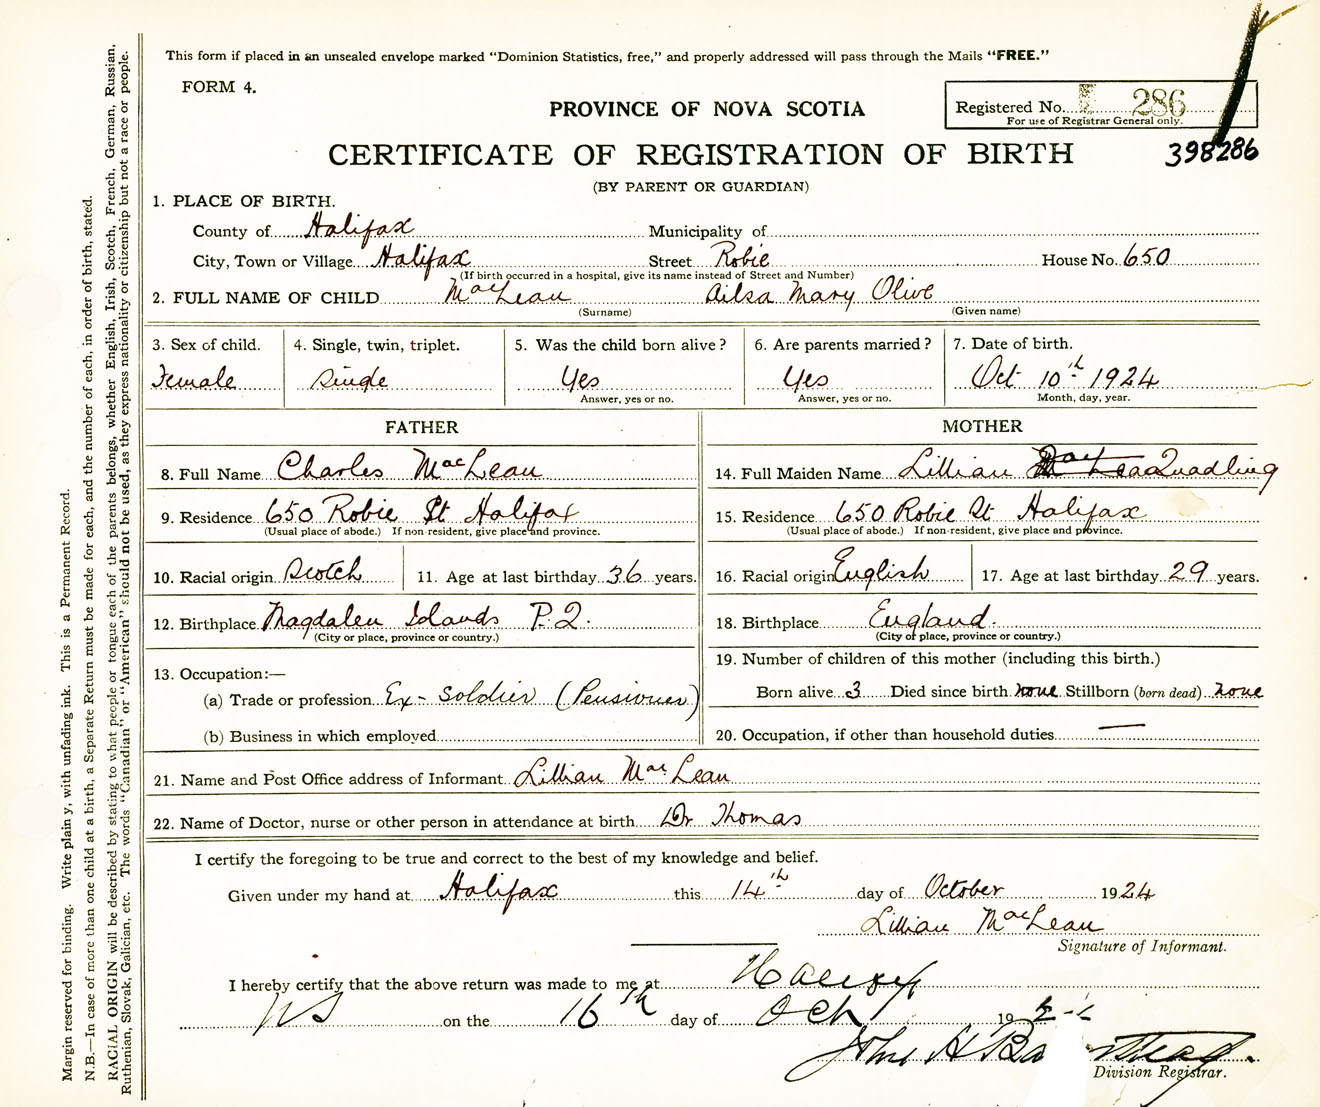 This form if placed in an unsealed envelope marked “Dominion Statistics, free,” and properly addressed will pass through the Mails “FREE.”
FORM 4.
Registered No. 286
For use of Registrar General only.
PROVINCE OF NOVA SCOTIA
398286
CERTIFICATE OF REGISTRATION OF BIRTH
(BY PARENT OR GUARDIAN)
1. PLACE OF BIRTH.
County of Halifax Municipality of
City, Town or Village Halifax Street Robie House No. 650
(If birth occurred in a hospital, give its name instead of Street and Number)
2. FULL NAME OF CHILD MacLean Ailsa Mary Olive
(Surname) (Given name)
3. Sex of child. 4. Single, twin, triplet. 5. Was the child born alive? 6. Are parents married? 7. Date of birth.
Female Single Yes Yes Oct 10th 1924
Answer, yes or no. Answer, yes or no. Month, day, year.
FATHER MOTHER
8. Full Name Charles MacLean
14. Full Maiden Name Lillian MacLean Quadling
9. Residence 650 Robie St Halifax
(Usual place of abode.) If non-resident, give place and province.
15. Residence 650 Robie St Halifax
(Usual place of abode.) If non-resident, give place and province.
10. Racial origin Scotch 11. Age at last birthday 36 years.
16. Racial origin English 17. Age at last birthday 29 years.
12. Birthplace Magdalen Islands P.Q.
(City or place, province or country.)
18. Birthplace England.
(City or place, province or country.)
13. Occupation:—
(a) Trade or profession Ex-soldier (Pensioner)
(b) Business in which employed
19. Number of children of this mother (including this birth.)
Born alive 3 Died since birth none Stillborn (born dead) none
20. Occupation, if other than household duties —
21. Name and Post Office address of Informant Lillian MacLean
22. Name of Doctor, nurse or other person in attendance at birth Dr Thomas
I certify the foregoing to be true and correct to the best of my knowledge and belief.
Given under my hand at Halifax this 14th day of October 1924
Lillian MacLean
Signature of Informant.
I hereby certify that the above return was made to me at Halifax
NS on the 16th day of Oct 192
John H
Division Registrar.
Margin reserved for binding. Write plain y, with unfading ink. This is a Permanent Record.
N.B.—In case of more than one child at a birth, a Separate Return must be made for each, and the number of each, in order of birth, stated.
RACIAL ORIGIN will be described by stating to what people or tongue each of the parents belongs, whether English, Irish, Scotch, French, German, Russian,
Ruthenian, Slovak, Galician, etc. The words “Canadian” or “American” should not be used, as they express nationality or citizenship but not a race or people.